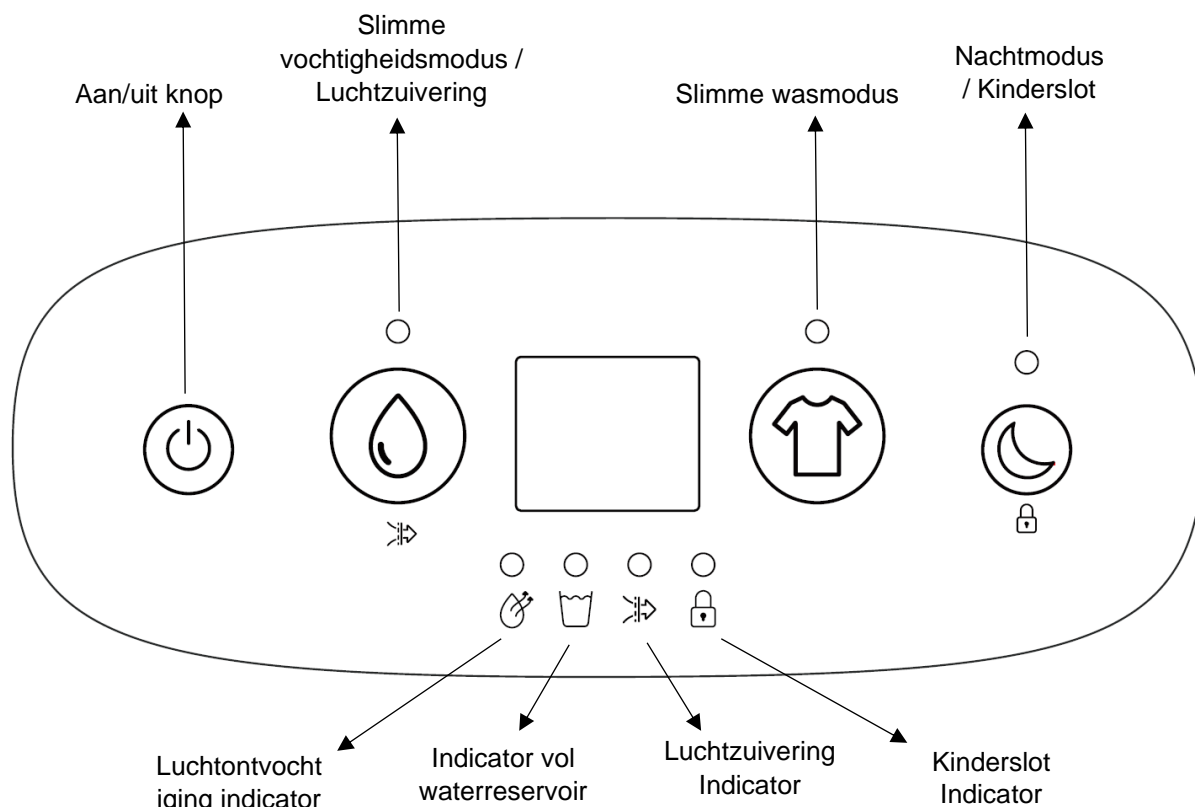 Slimme
vochtigheidsmodus /
Luchtzuivering
Aan/uit knop
Slimme wasmodus
Nachtmodus
/ Kinderslot
Luchtontvocht
iging indicator
Indicator vol
waterreservoir
Luchtzuivering
Indicator
Kinderslot
Indicator